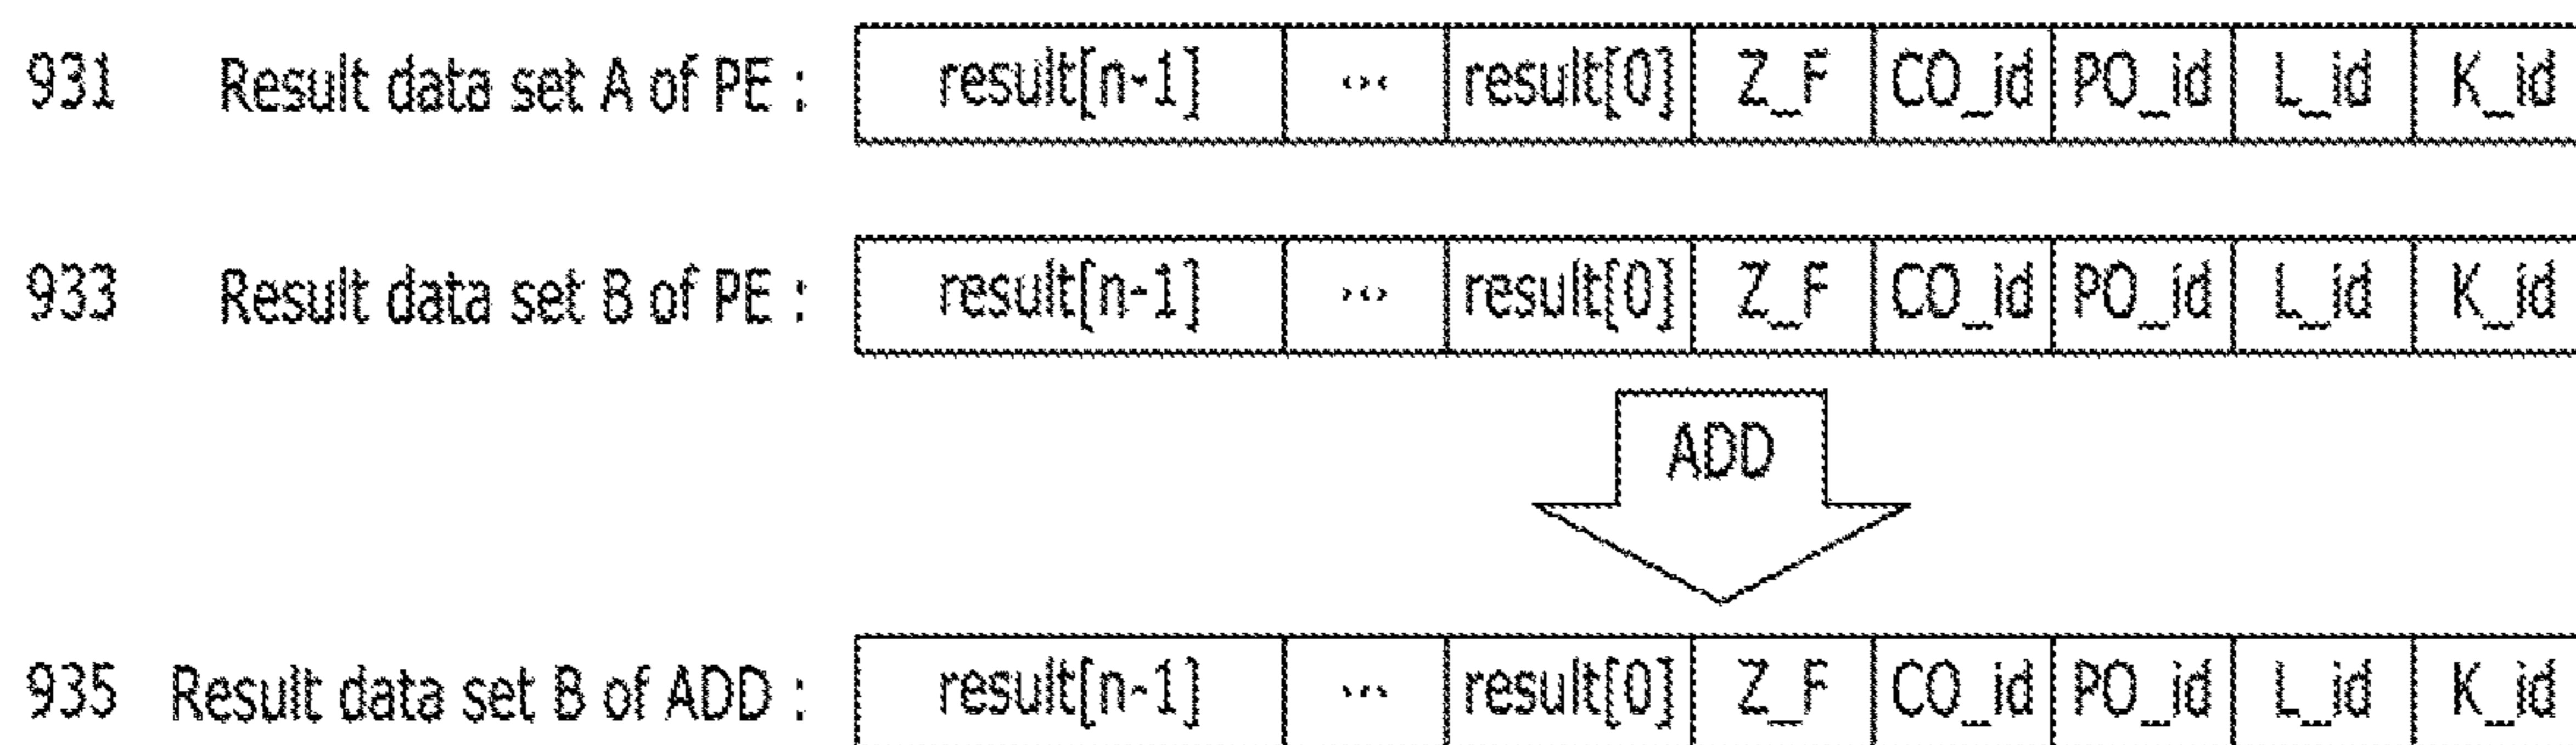 931 Result data set A of PE : result[n-1] ... result[0] Z_F CO_id PO_id L_id K_id
933 Result data set B of PE : result[n-1] ... result[0] Z_F CO_id PO_id L_id K_id
ADD
935 Result data set B of ADD : result[n-1] ... result[0] Z_F CO_id PO_id L_id K_id